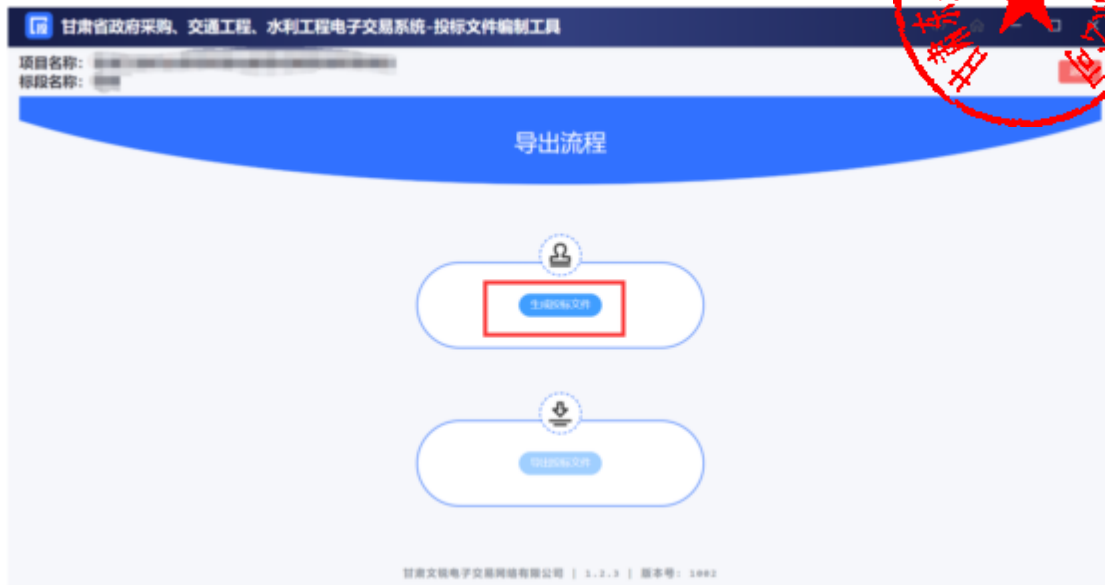 甘肃省政府采购、交通工程、水利工程电子交易系统-投标文件编制工具
项目名称：
标段名称：
导出流程
生成投标文件
导出投标文件
甘肃文锐电子交易网络有限公司 | 1.2.3 | 版本号: 1002